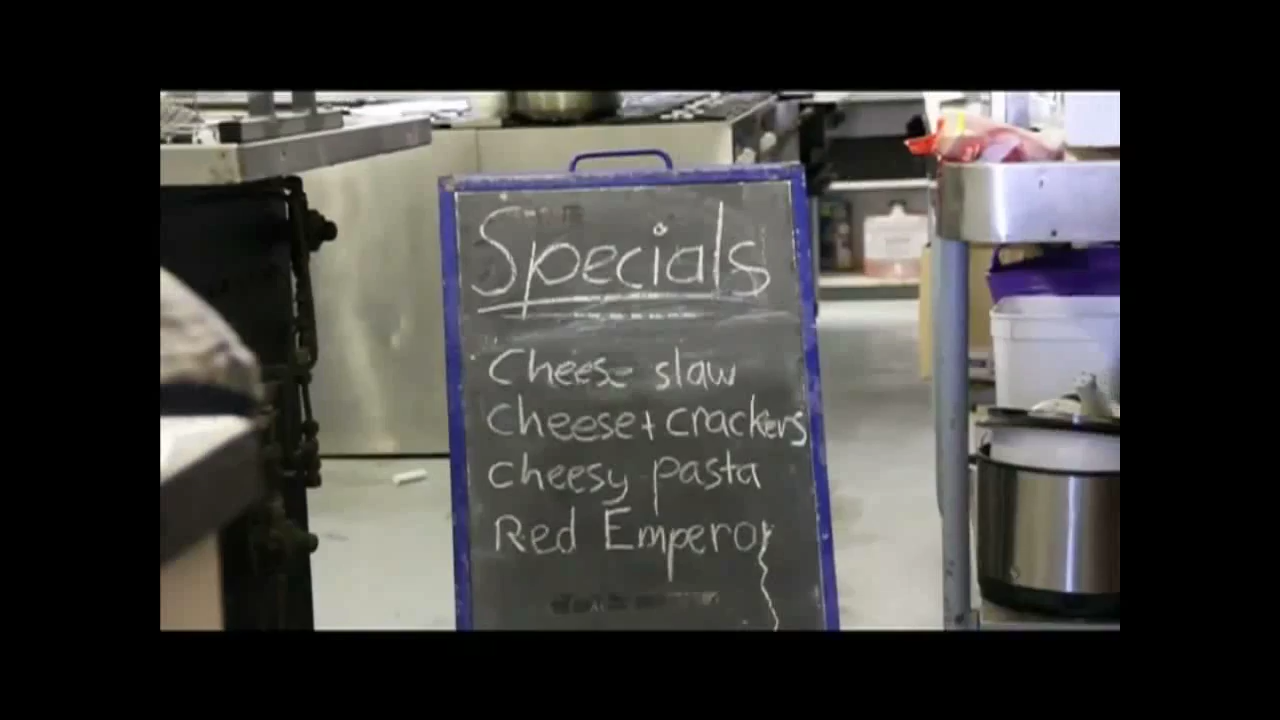 Specials
Cheese slaw
Cheese + crackers
cheesy pasta
Red Emperor